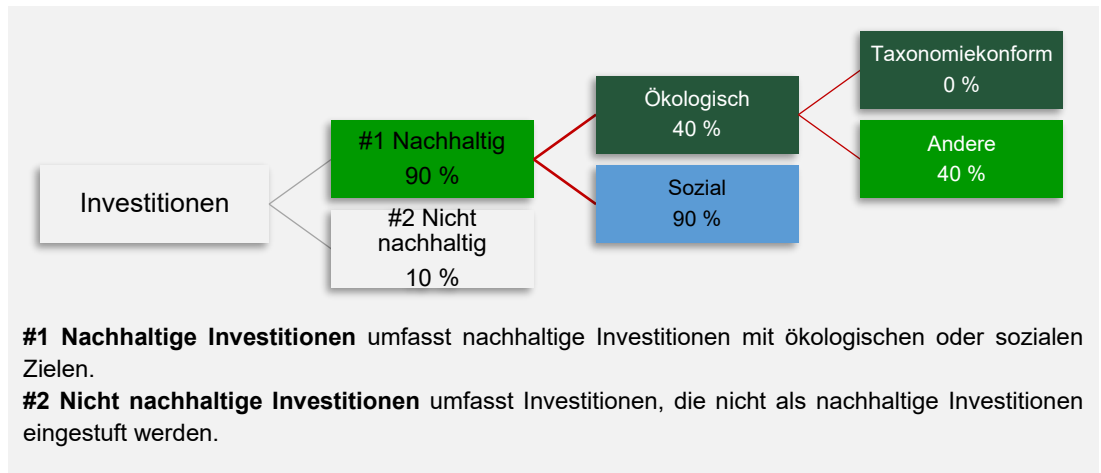 Investitionen
#1 Nachhaltig
90 %
#2 Nicht
nachhaltig
10 %
Ökologisch
40 %
Sozial
90 %
Taxonomiekonform
0 %
Andere
40 %
#1 Nachhaltige Investitionen umfasst nachhaltige Investitionen mit ökologischen oder sozialen
Zielen.
#2 Nicht nachhaltige Investitionen umfasst Investitionen, die nicht als nachhaltige Investitionen
eingestuft werden.